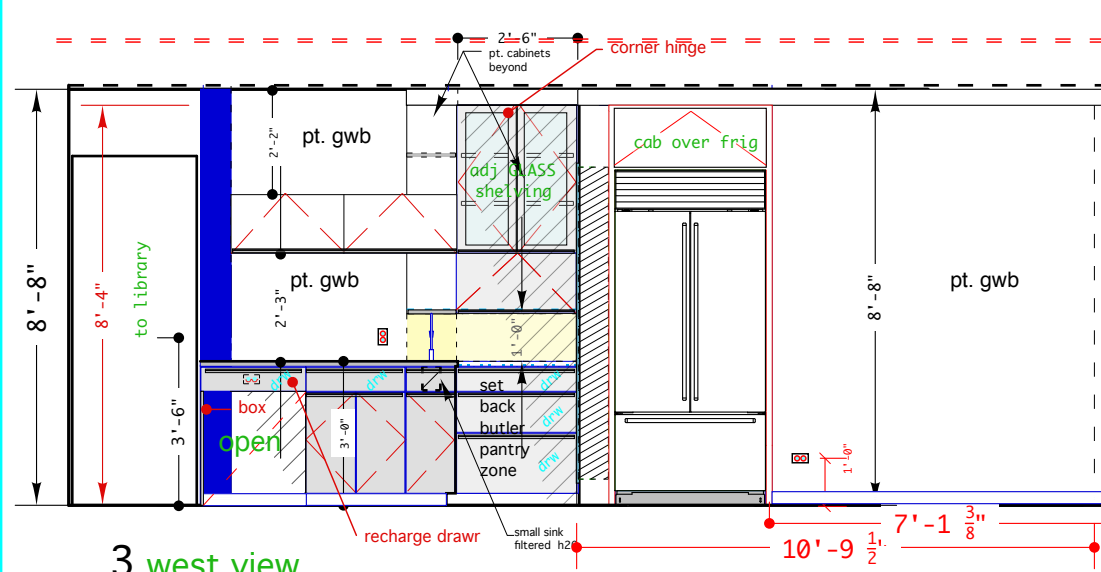 2'-6"
pt. cabinets
beyond
corner hinge
2'-2"
pt. gwb
adj GLASS
shelving
cab over frig
8'-8"
8'-4"
to library
pt. gwb
2'-3"
1'-0"
8'-8"
pt. gwb
drw
drw
drw
set
back
butler
pantry
zone
drw
drw
box
3'-6"
open
3'-0"
1'-0"
recharge drawr
small sink
filtered h20
7'-1 3/8"
10'-9 1/2"
3 west view